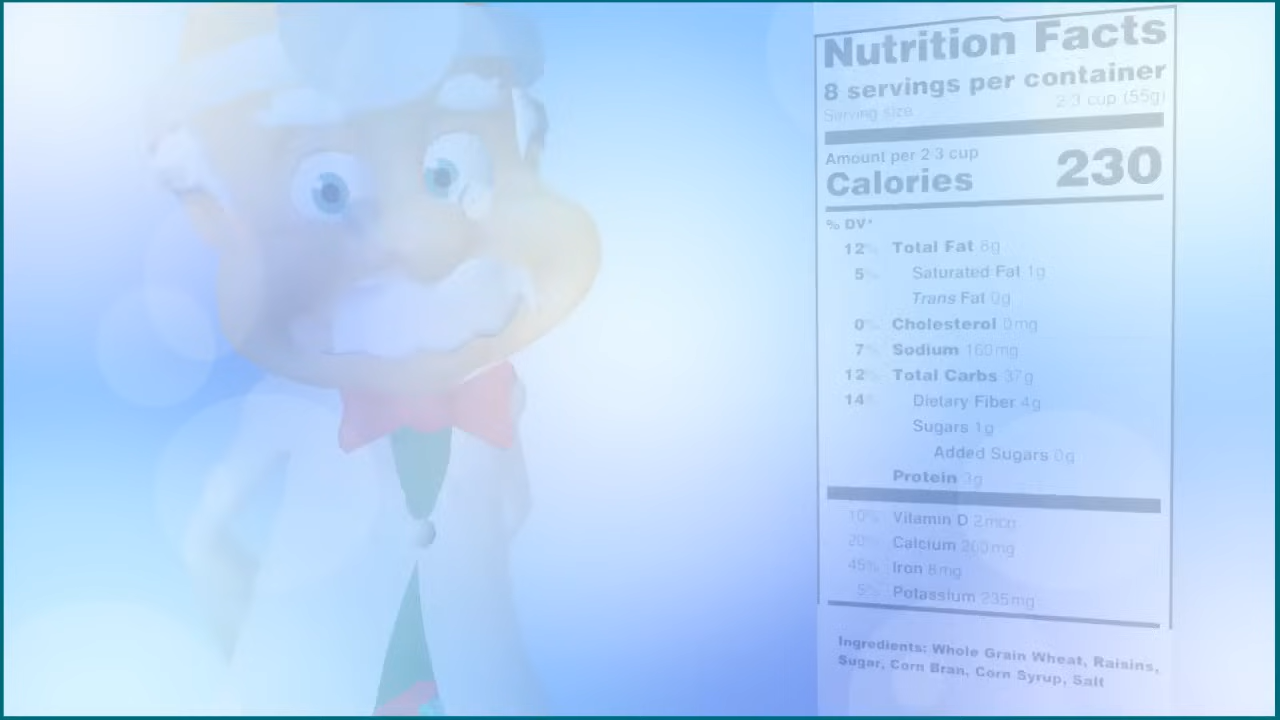 Nutrition Facts
8 servings per container
Serving size 2 3 cup (55g)
Amount per 2 3 cup
Calories 230
% DV*
12% Total Fat 8g
5% Saturated Fat 1g
Trans Fat 0g
0% Cholesterol 0mg
7% Sodium 160mg
12% Total Carbs 37g
14% Dietary Fiber 4g
Sugars 1g
Added Sugars 0g
Protein 3g
10% Vitamin D 2mcg
20% Calcium 260mg
45% Iron 8mg
5% Potassium 235mg
Ingredients: Whole Grain Wheat, Raisins,
Sugar, Corn Bran, Corn Syrup, Salt